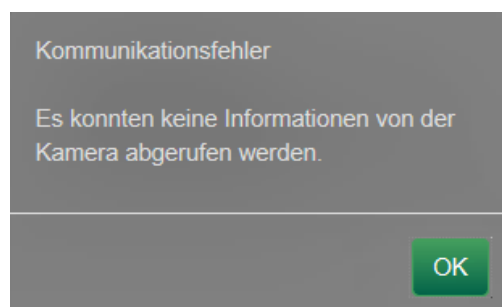 Kommunikationsfehler
Es konnten keine Informationen von der
Kamera abgerufen werden.
OK